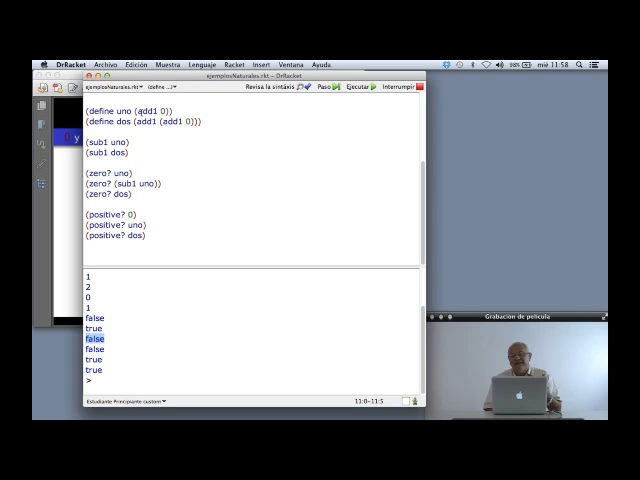 DrRacket Archivo Edición Muestra Lenguaje Racket Insert Ventana Ayuda 98% mié 11:58
ejemplosNaturales.rkt - DrRacket
ejemplosNaturales.rkt (define ...) Revisa la sintáxis Paso Ejecutar Interrumpir
(define uno (add1 0))
(define dos (add1 (add1 0)))
(sub1 uno)
(sub1 dos)
(zero? uno)
(zero? (sub1 uno))
(zero? dos)
(positive? 0)
(positive? uno)
(positive? dos)
1
2
0
1
false
true
false
false
true
true
>
Estudiante Principiante custom 11:0-11:5
y
Grabación de película